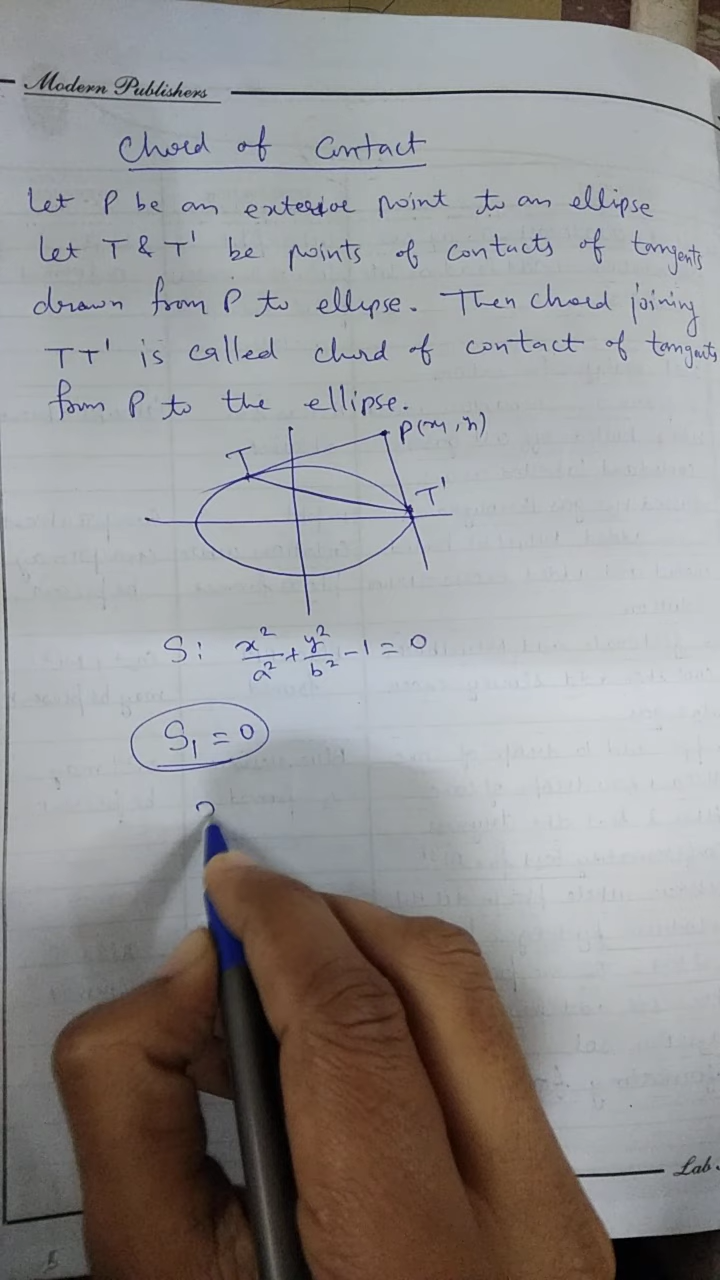 Modern Publishers
Chord of Contact
Let P be an exterior point to an ellipse
Let T & T' be points of contacts of tangents
drawn from P to ellipse. Then chord joining
TT' is called chord of contact of tangents
from P to the ellipse.
P(x₁, y₁)
T
T'
S: x²/a² + y²/b² - 1 = 0
S₁ = 0
Lab